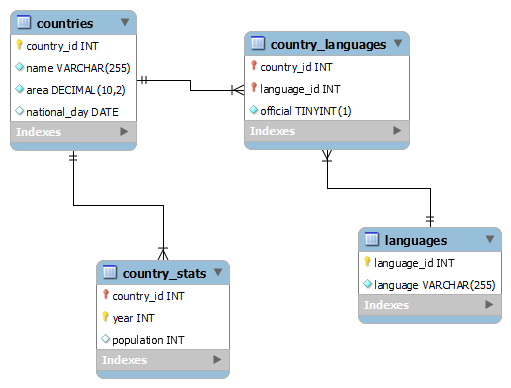 countries
country_id INT
name VARCHAR(255)
area DECIMAL(10,2)
national_day DATE
Indexes
country_languages
country_id INT
language_id INT
official TINYINT(1)
Indexes
country_stats
country_id INT
year INT
population INT
Indexes
languages
language_id INT
language VARCHAR(255)
Indexes